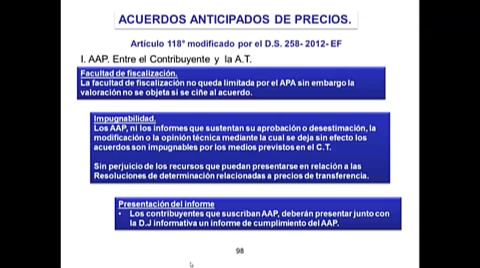 ACUERDOS ANTICIPADOS DE PRECIOS.
Artículo 118° modificado por el D.S. 258- 2012- EF
I. AAP. Entre el Contribuyente y la A.T.
Facultad de fiscalización.
La facultad de fiscalización no queda limitada por el APA sin embargo la
valoración no se objeta si se ciñe al acuerdo.
Impugnabilidad.
Los AAP, ni los informes que sustentan su aprobación o desestimación, la
modificación o la opinión técnica mediante la cual se deja sin efecto los
acuerdos son impugnables por los medios previstos en el C.T.
Sin perjuicio de los recursos que puedan presentarse en relación a las
Resoluciones de determinación relacionadas a precios de transferencia.
Presentación del informe
• Los contribuyentes que suscriban AAP, deberán presentar junto con
la D.J informativa un informe de cumplimiento del AAP.
98